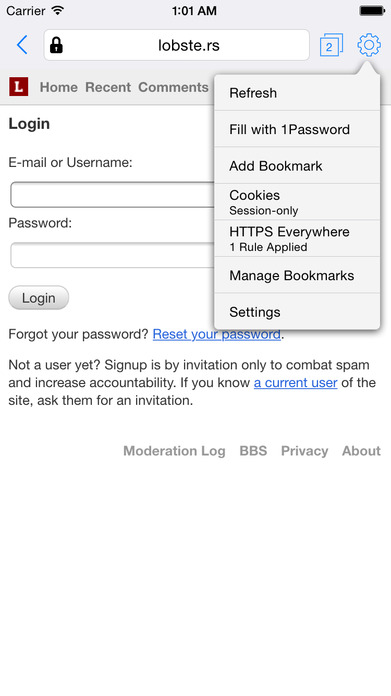 Carrier 1:01 AM
lobste.rs 2
L Home Recent Comments
Refresh
Fill with 1Password
Add Bookmark
Cookies
Session-only
HTTPS Everywhere
1 Rule Applied
Manage Bookmarks
Settings
Login
E-mail or Username:
Password:
Login
Forgot your password? Reset your password.
Not a user yet? Signup is by invitation only to combat spam
and increase accountability. If you know a current user of the
site, ask them for an invitation.
Moderation Log BBS Privacy About